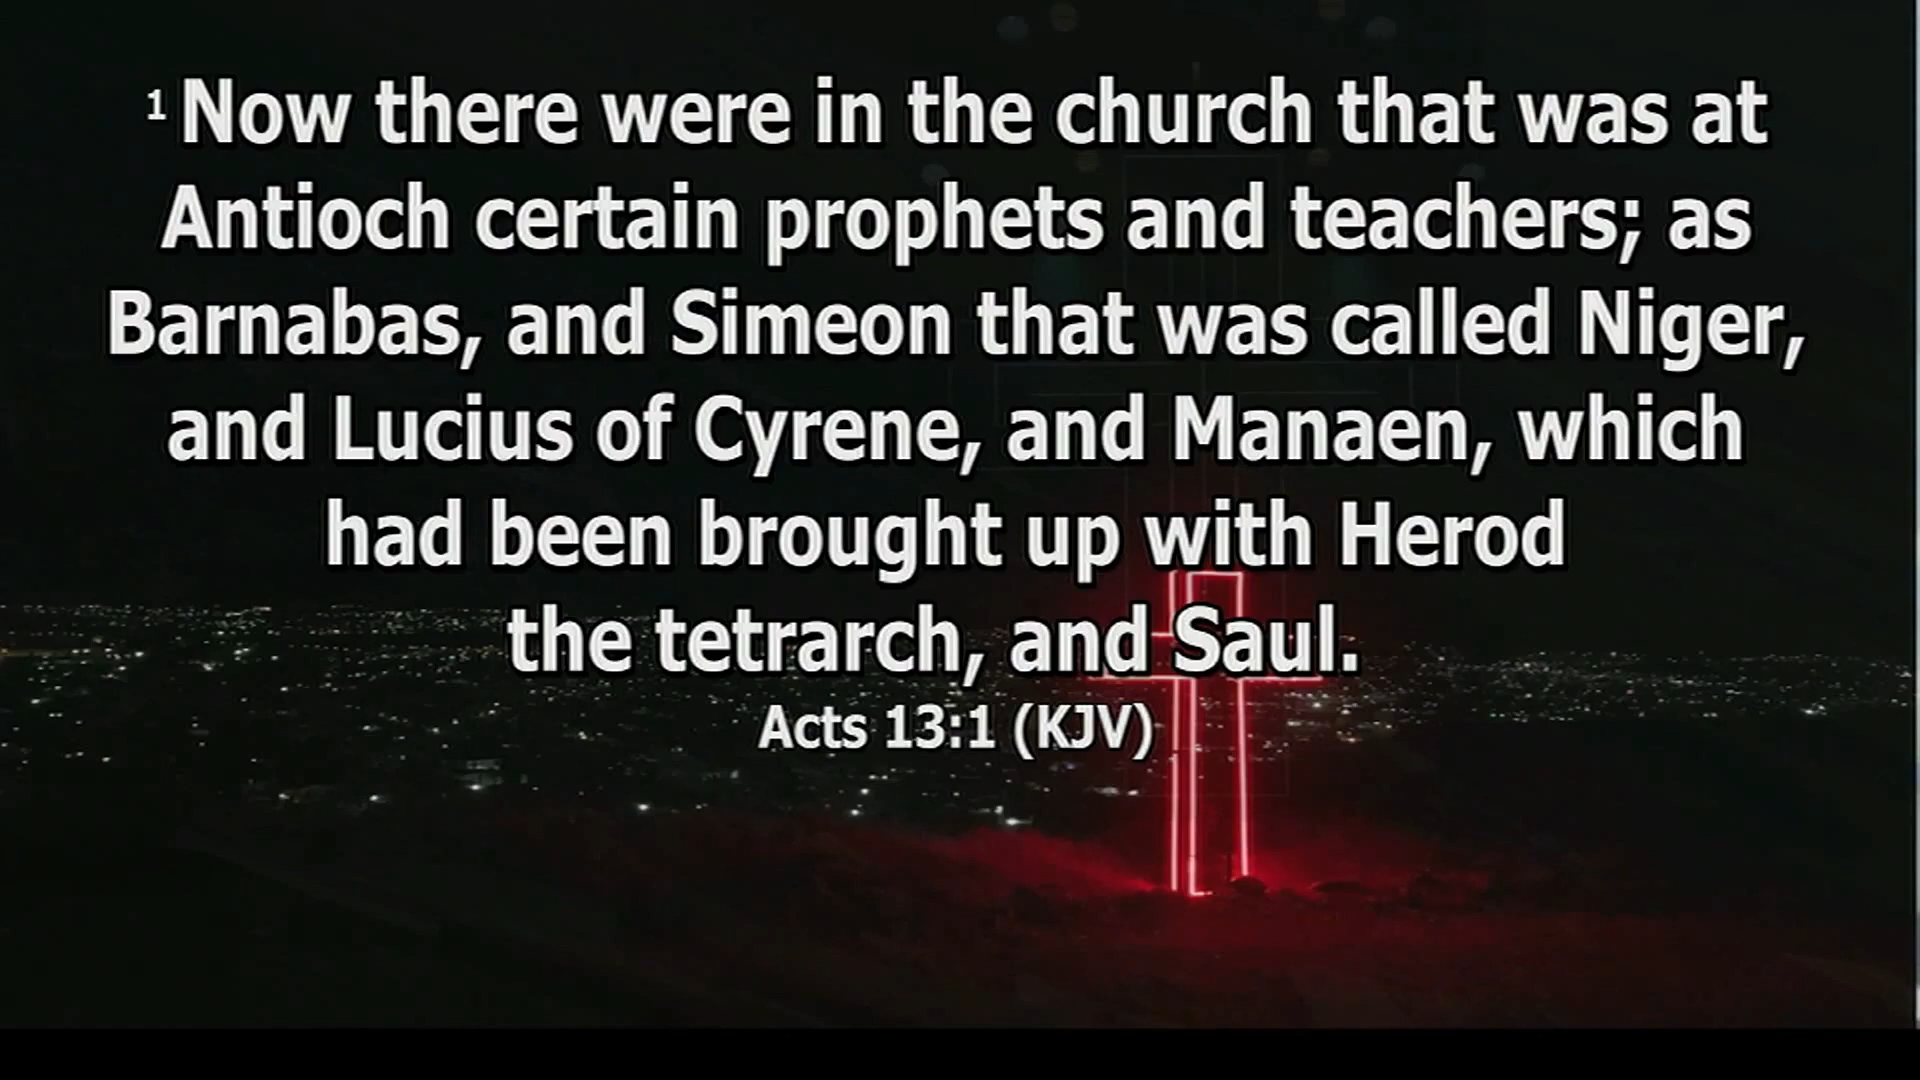 1 Now there were in the church that was at
Antioch certain prophets and teachers; as
Barnabas, and Simeon that was called Niger,
and Lucius of Cyrene, and Manaen, which
had been brought up with Herod
the tetrarch, and Saul.
Acts 13:1 (KJV)